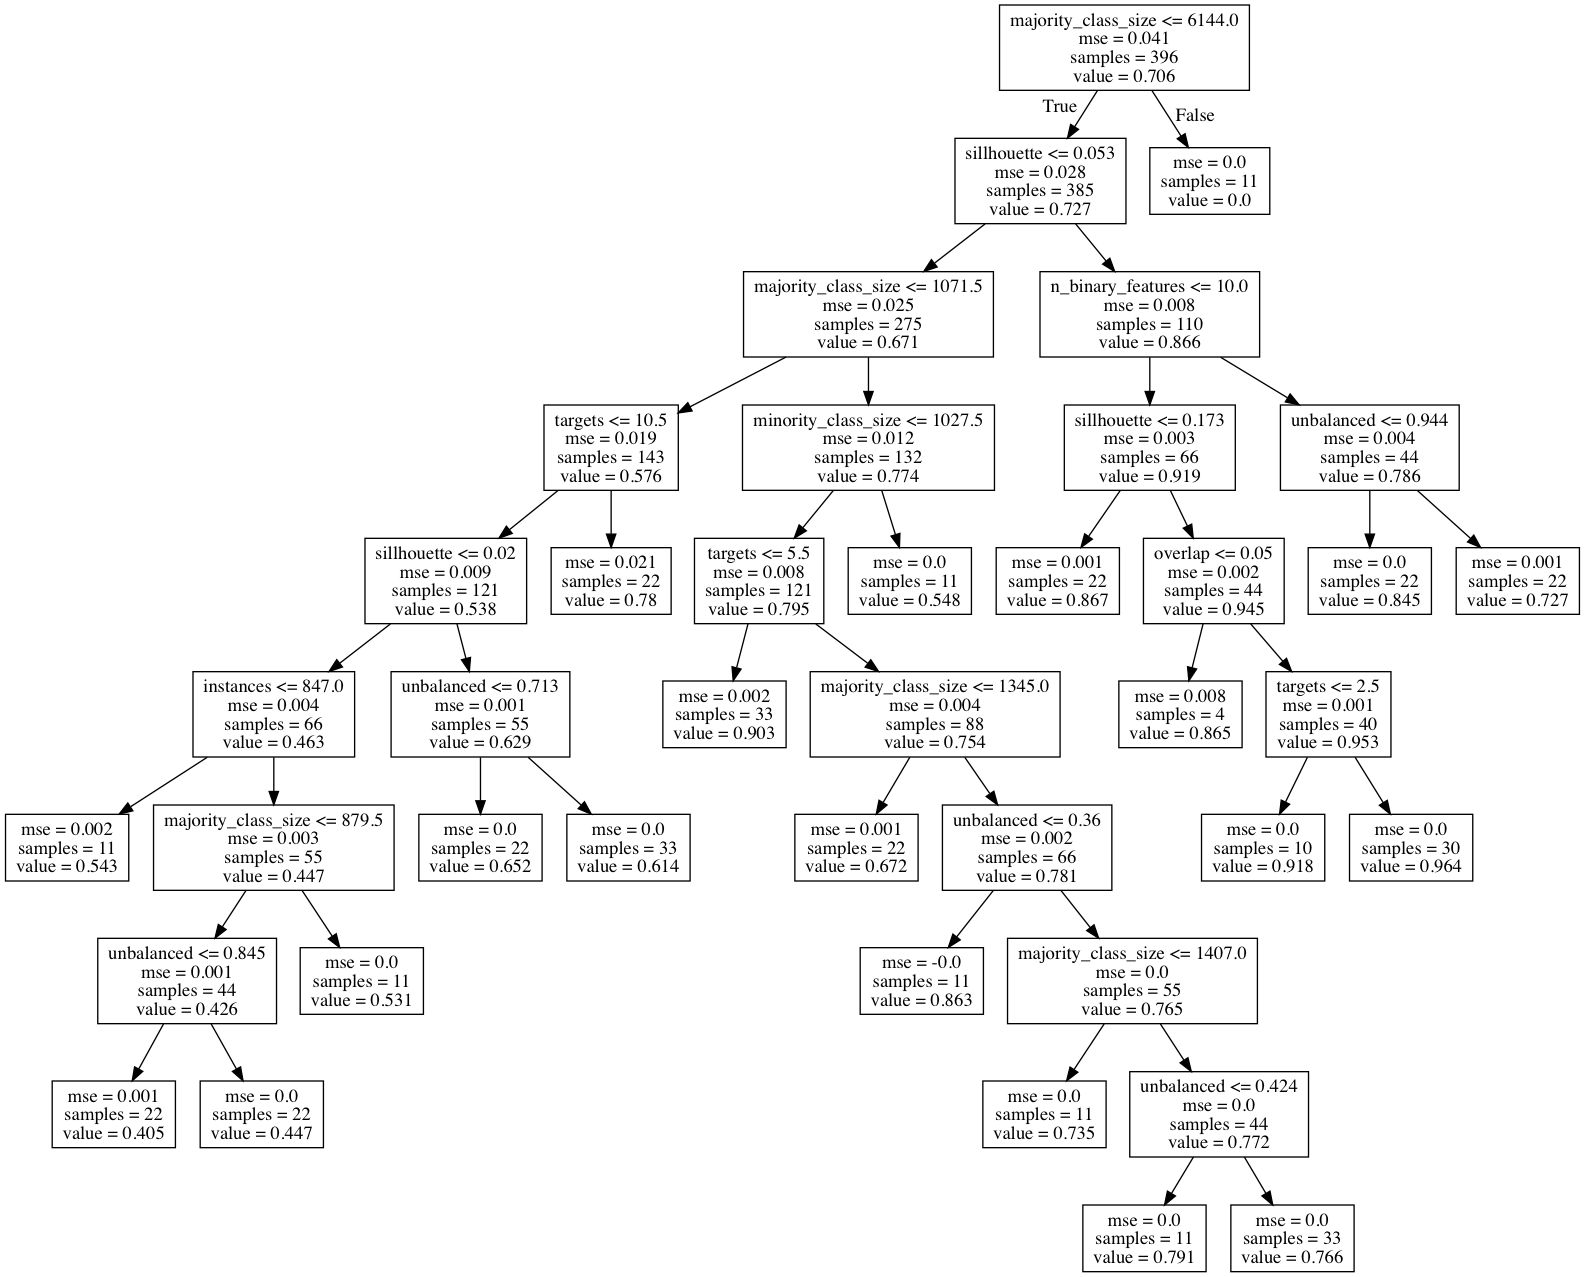 majority_class_size <= 6144.0
mse = 0.041
samples = 396
value = 0.706
True
False
sillhouette <= 0.053
mse = 0.028
samples = 385
value = 0.727
mse = 0.0
samples = 11
value = 0.0
majority_class_size <= 1071.5
mse = 0.025
samples = 275
value = 0.671
n_binary_features <= 10.0
mse = 0.008
samples = 110
value = 0.866
targets <= 10.5
mse = 0.019
samples = 143
value = 0.576
minority_class_size <= 1027.5
mse = 0.012
samples = 132
value = 0.774
sillhouette <= 0.173
mse = 0.003
samples = 66
value = 0.919
unbalanced <= 0.944
mse = 0.004
samples = 44
value = 0.786
sillhouette <= 0.02
mse = 0.009
samples = 121
value = 0.538
mse = 0.021
samples = 22
value = 0.78
targets <= 5.5
mse = 0.008
samples = 121
value = 0.795
mse = 0.0
samples = 11
value = 0.548
mse = 0.001
samples = 22
value = 0.867
overlap <= 0.05
mse = 0.002
samples = 44
value = 0.945
mse = 0.0
samples = 22
value = 0.845
mse = 0.001
samples = 22
value = 0.727
instances <= 847.0
mse = 0.004
samples = 66
value = 0.463
unbalanced <= 0.713
mse = 0.001
samples = 55
value = 0.629
mse = 0.002
samples = 33
value = 0.903
majority_class_size <= 1345.0
mse = 0.004
samples = 88
value = 0.754
mse = 0.008
samples = 4
value = 0.865
targets <= 2.5
mse = 0.001
samples = 40
value = 0.953
mse = 0.002
samples = 11
value = 0.543
majority_class_size <= 879.5
mse = 0.003
samples = 55
value = 0.447
mse = 0.0
samples = 22
value = 0.652
mse = 0.0
samples = 33
value = 0.614
mse = 0.001
samples = 22
value = 0.672
unbalanced <= 0.36
mse = 0.002
samples = 66
value = 0.781
mse = 0.0
samples = 10
value = 0.918
mse = 0.0
samples = 30
value = 0.964
unbalanced <= 0.845
mse = 0.001
samples = 44
value = 0.426
mse = 0.0
samples = 11
value = 0.531
mse = -0.0
samples = 11
value = 0.863
majority_class_size <= 1407.0
mse = 0.0
samples = 55
value = 0.765
mse = 0.001
samples = 22
value = 0.405
mse = 0.0
samples = 22
value = 0.447
mse = 0.0
samples = 11
value = 0.735
unbalanced <= 0.424
mse = 0.0
samples = 44
value = 0.772
mse = 0.0
samples = 11
value = 0.791
mse = 0.0
samples = 33
value = 0.766